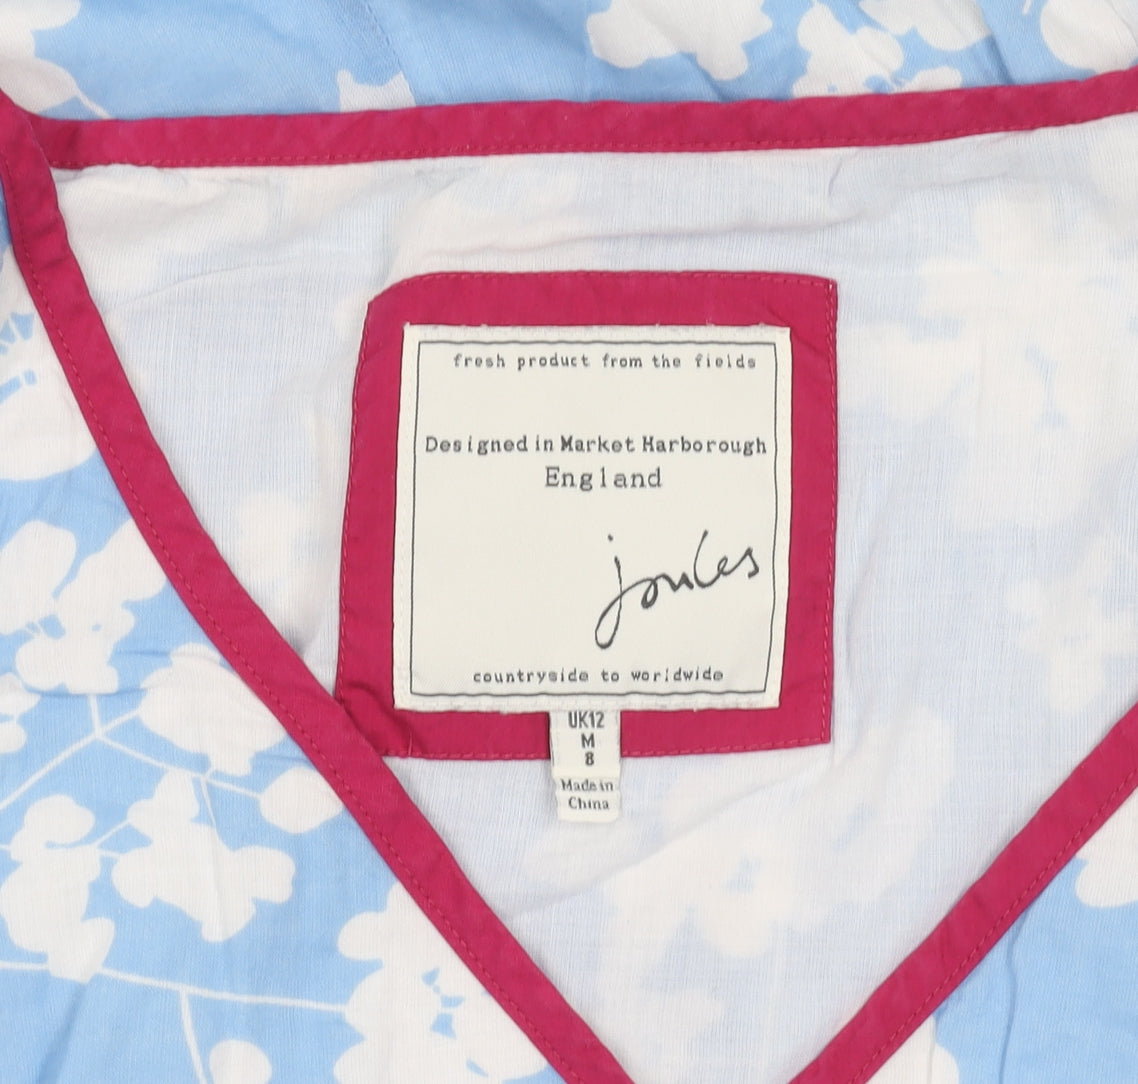 fresh product from the fields
Designed in Market Harborough
England
joules
countryside to worldwide
UK12
M
8
Made in
China